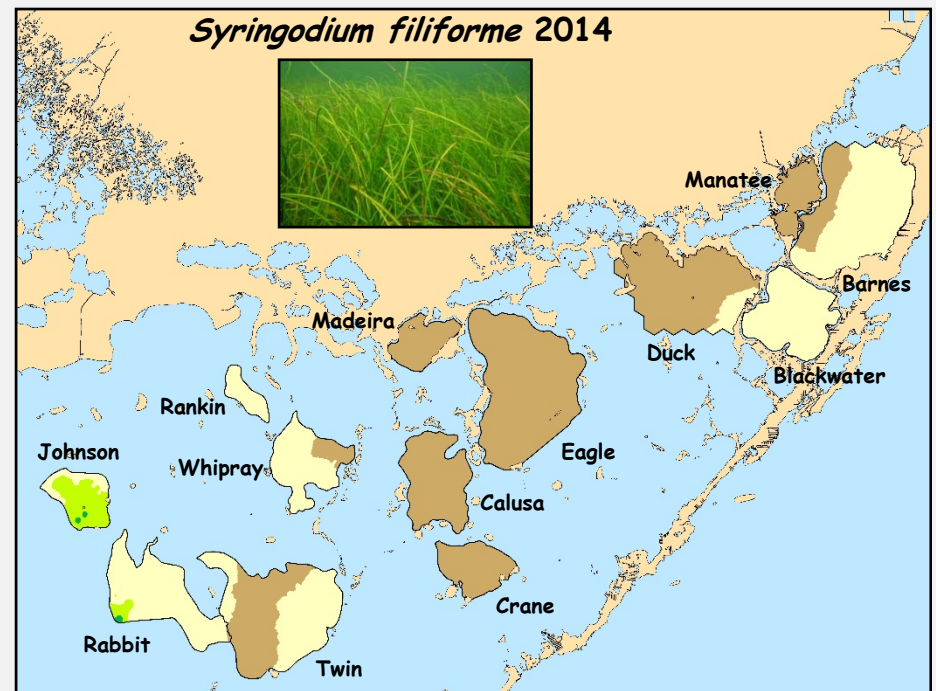 Syringodium filiforme 2014
Manatee
Barnes
Madeira
Duck
Blackwater
Rankin
Johnson
Whipray
Eagle
Calusa
Crane
Rabbit
Twin